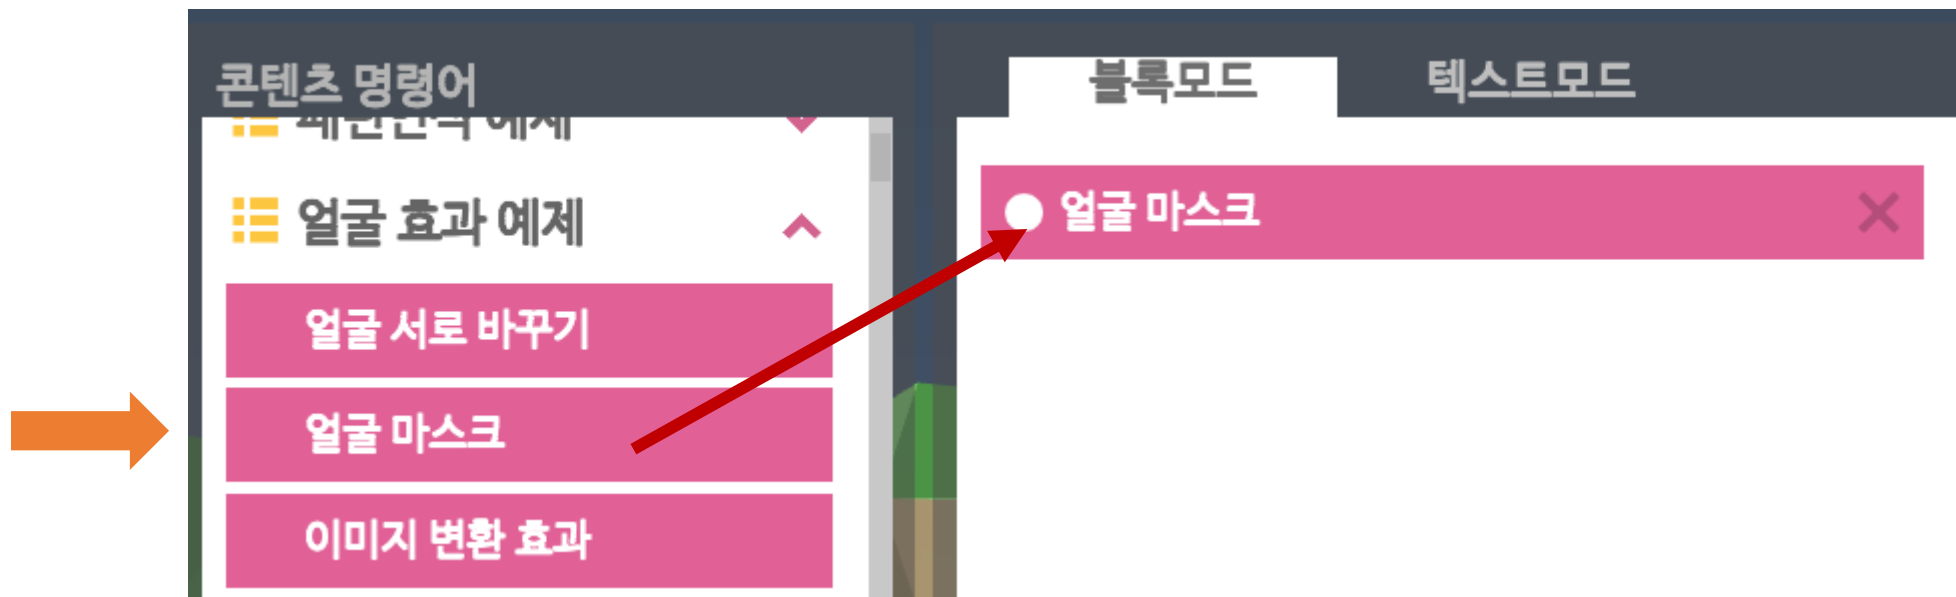 콘텐츠 명령어
블록모드
텍스트모드
예제
얼굴 효과 예제
얼굴 서로 바꾸기
얼굴 마스크
이미지 변환 효과
얼굴 마스크